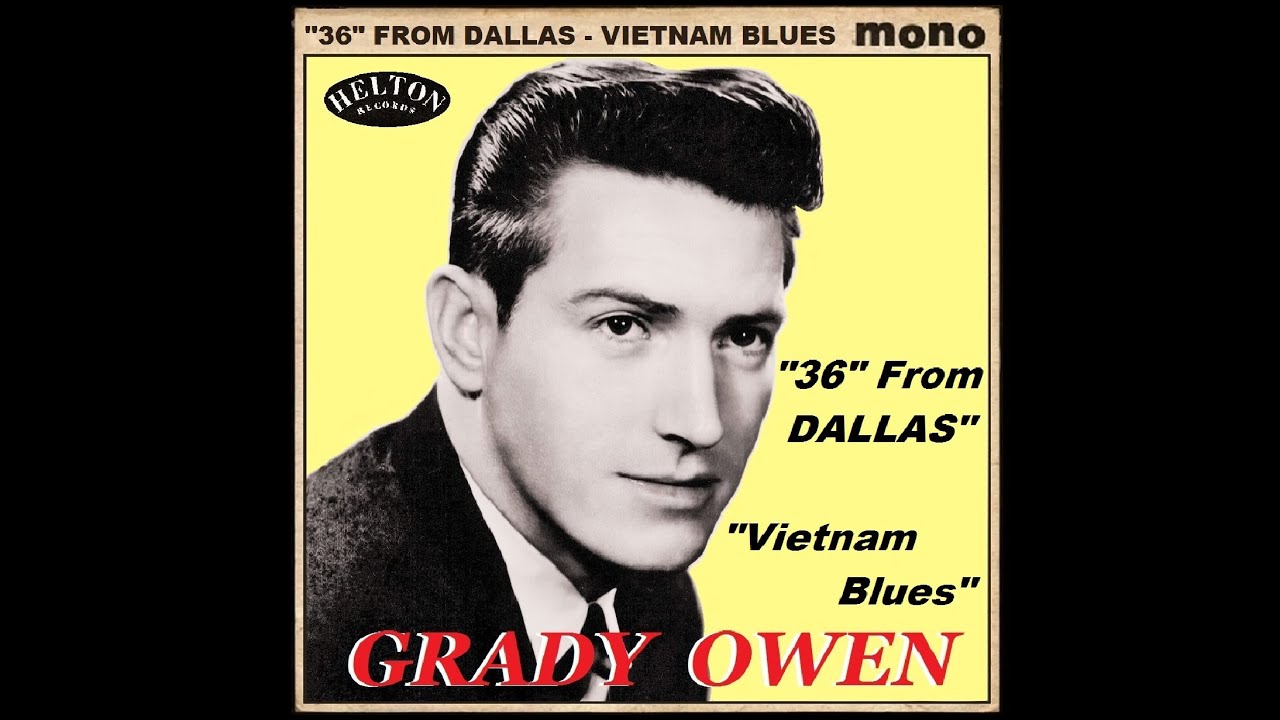 "36" FROM DALLAS - VIETNAM BLUES mono
HELTON
RECORDS
"36" From
DALLAS"
"Vietnam
Blues"
GRADY OWEN